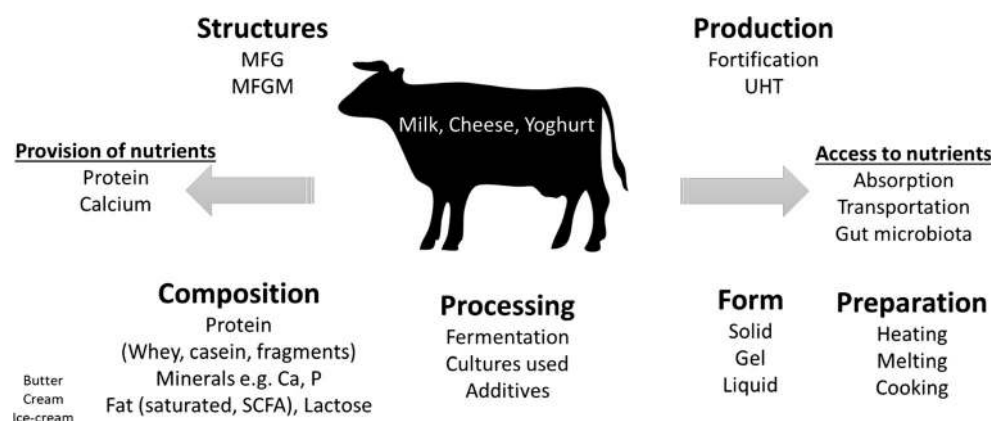 Structures
MFG
MFGM
Production
Fortification
UHT
Milk, Cheese, Yoghurt
Provision of nutrients
Protein
Calcium
Access to nutrients
Absorption
Transportation
Gut microbiota
Composition
Protein
(Whey, casein, fragments)
Minerals e.g. Ca, P
Fat (saturated, SCFA), Lactose
Processing
Fermentation
Cultures used
Additives
Form
Solid
Gel
Liquid
Preparation
Heating
Melting
Cooking
Butter
Cream
Ice-cream